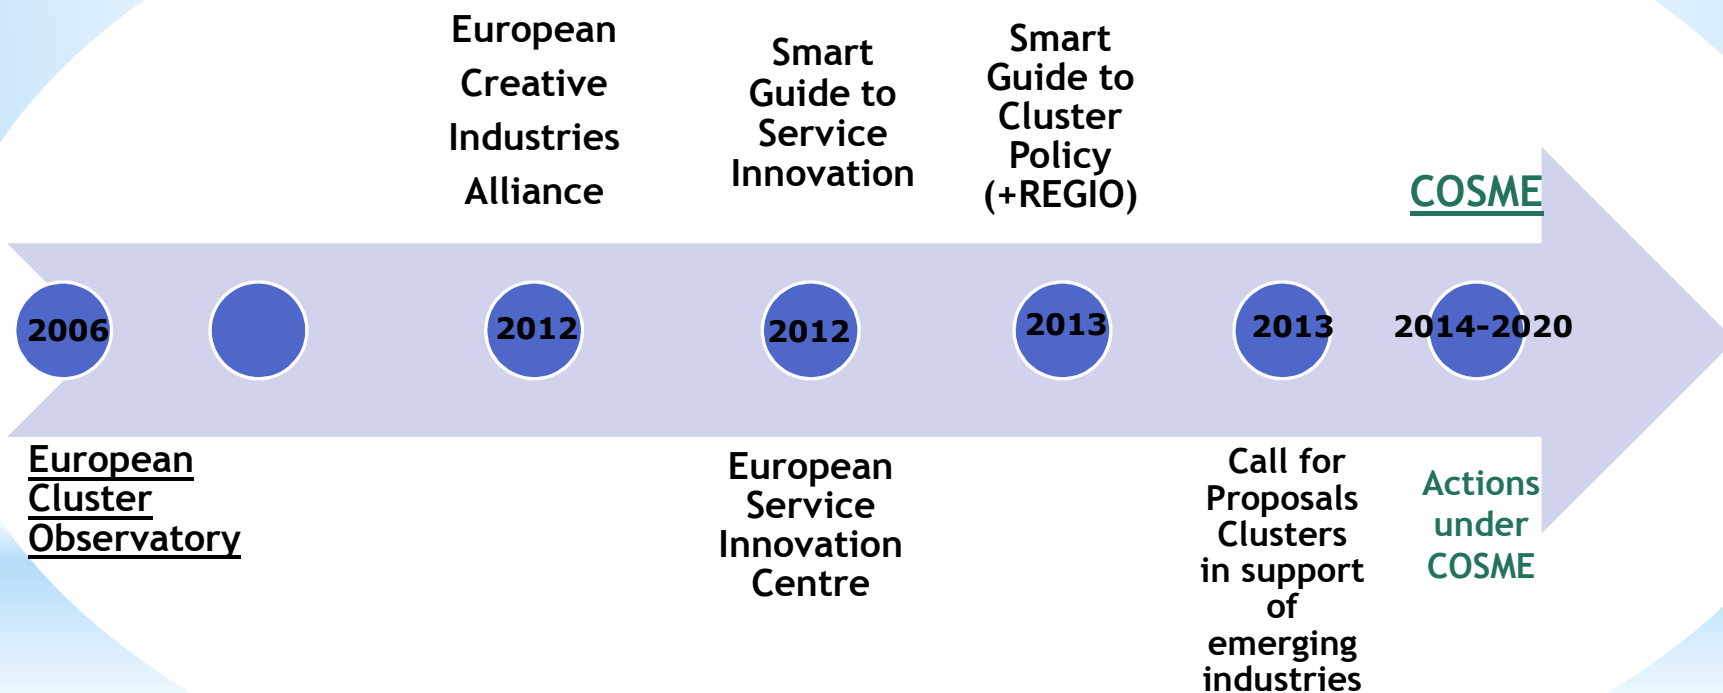 European
Creative
Industries
Alliance
Smart
Guide to
Service
Innovation
Smart
Guide to
Cluster
Policy
(+REGIO)
COSME
2006
2012
2012
2013
2013
2014-2020
European
Cluster
Observatory
European
Service
Innovation
Centre
Call for
Proposals
Clusters
in support
of
emerging
industries
Actions
under
COSME